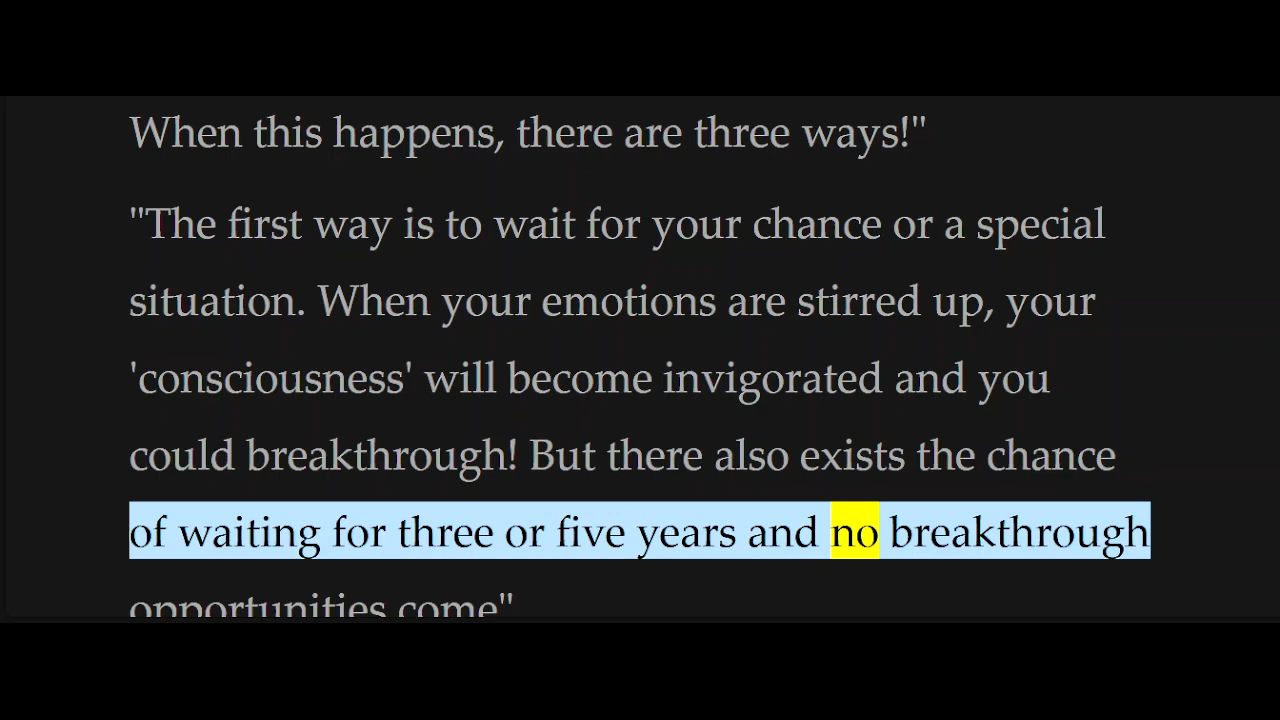 When this happens, there are three ways!"
"The first way is to wait for your chance or a special
situation. When your emotions are stirred up, your
'consciousness' will become invigorated and you
could breakthrough! But there also exists the chance
of waiting for three or five years and no breakthrough
opportunities come"